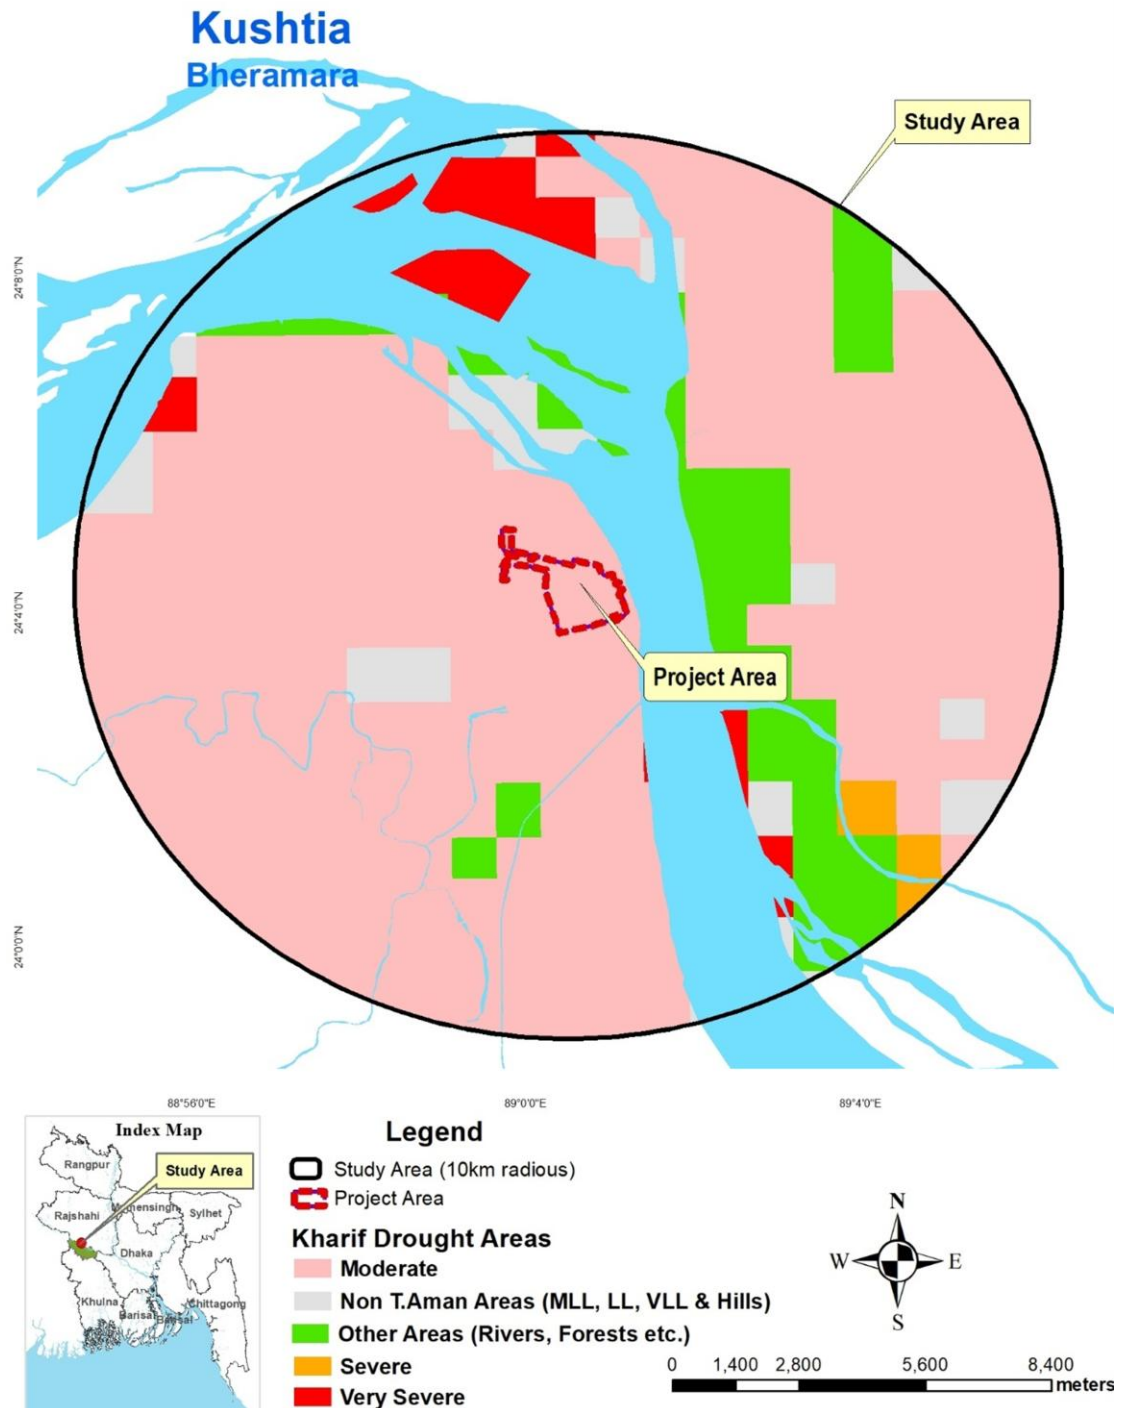 Kushtia
Bheramara
Study Area
24°8'0"N
24°4'0"N
Project Area
24°0'0"N
88°56'0"E
89°0'0"E
89°4'0"E
Index Map
Study Area
Rangpur
Rajshahi
Mymensingh
Sylhet
Dhaka
Khulna
Barisal
Barisal
Chittagong
Legend
Study Area (10km radious)
Project Area
Kharif Drought Areas
Moderate
Non T.Aman Areas (MLL, LL, VLL & Hills)
Other Areas (Rivers, Forests etc.)
Severe
Very Severe
N
W
E
S
0 1,400 2,800 5,600 8,400
meters